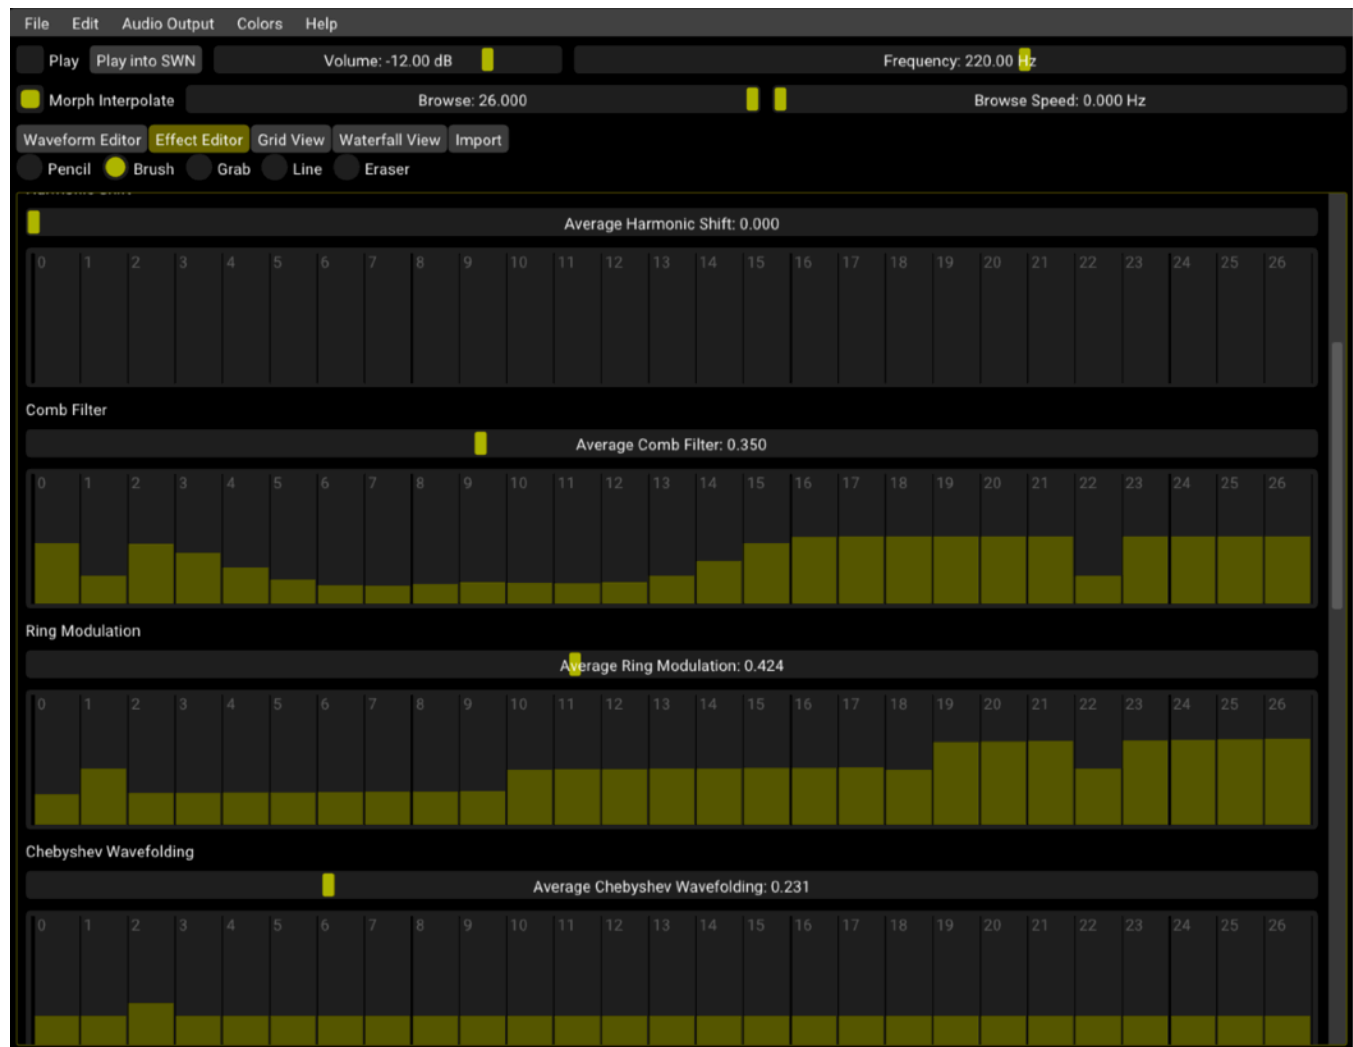 File Edit Audio Output Colors Help
Play Play into SWN Volume: -12.00 dB Frequency: 220.00 Hz
Morph Interpolate Browse: 26.000 Browse Speed: 0.000 Hz
Waveform Editor Effect Editor Grid View Waterfall View Import
Pencil Brush Grab Line Eraser
Harmonic Shift
Average Harmonic Shift: 0.000
0 1 2 3 4 5 6 7 8 9 10 11 12 13 14 15 16 17 18 19 20 21 22 23 24 25 26
Comb Filter
Average Comb Filter: 0.350
0 1 2 3 4 5 6 7 8 9 10 11 12 13 14 15 16 17 18 19 20 21 22 23 24 25 26
Ring Modulation
Average Ring Modulation: 0.424
0 1 2 3 4 5 6 7 8 9 10 11 12 13 14 15 16 17 18 19 20 21 22 23 24 25 26
Chebyshev Wavefolding
Average Chebyshev Wavefolding: 0.231
0 1 2 3 4 5 6 7 8 9 10 11 12 13 14 15 16 17 18 19 20 21 22 23 24 25 26